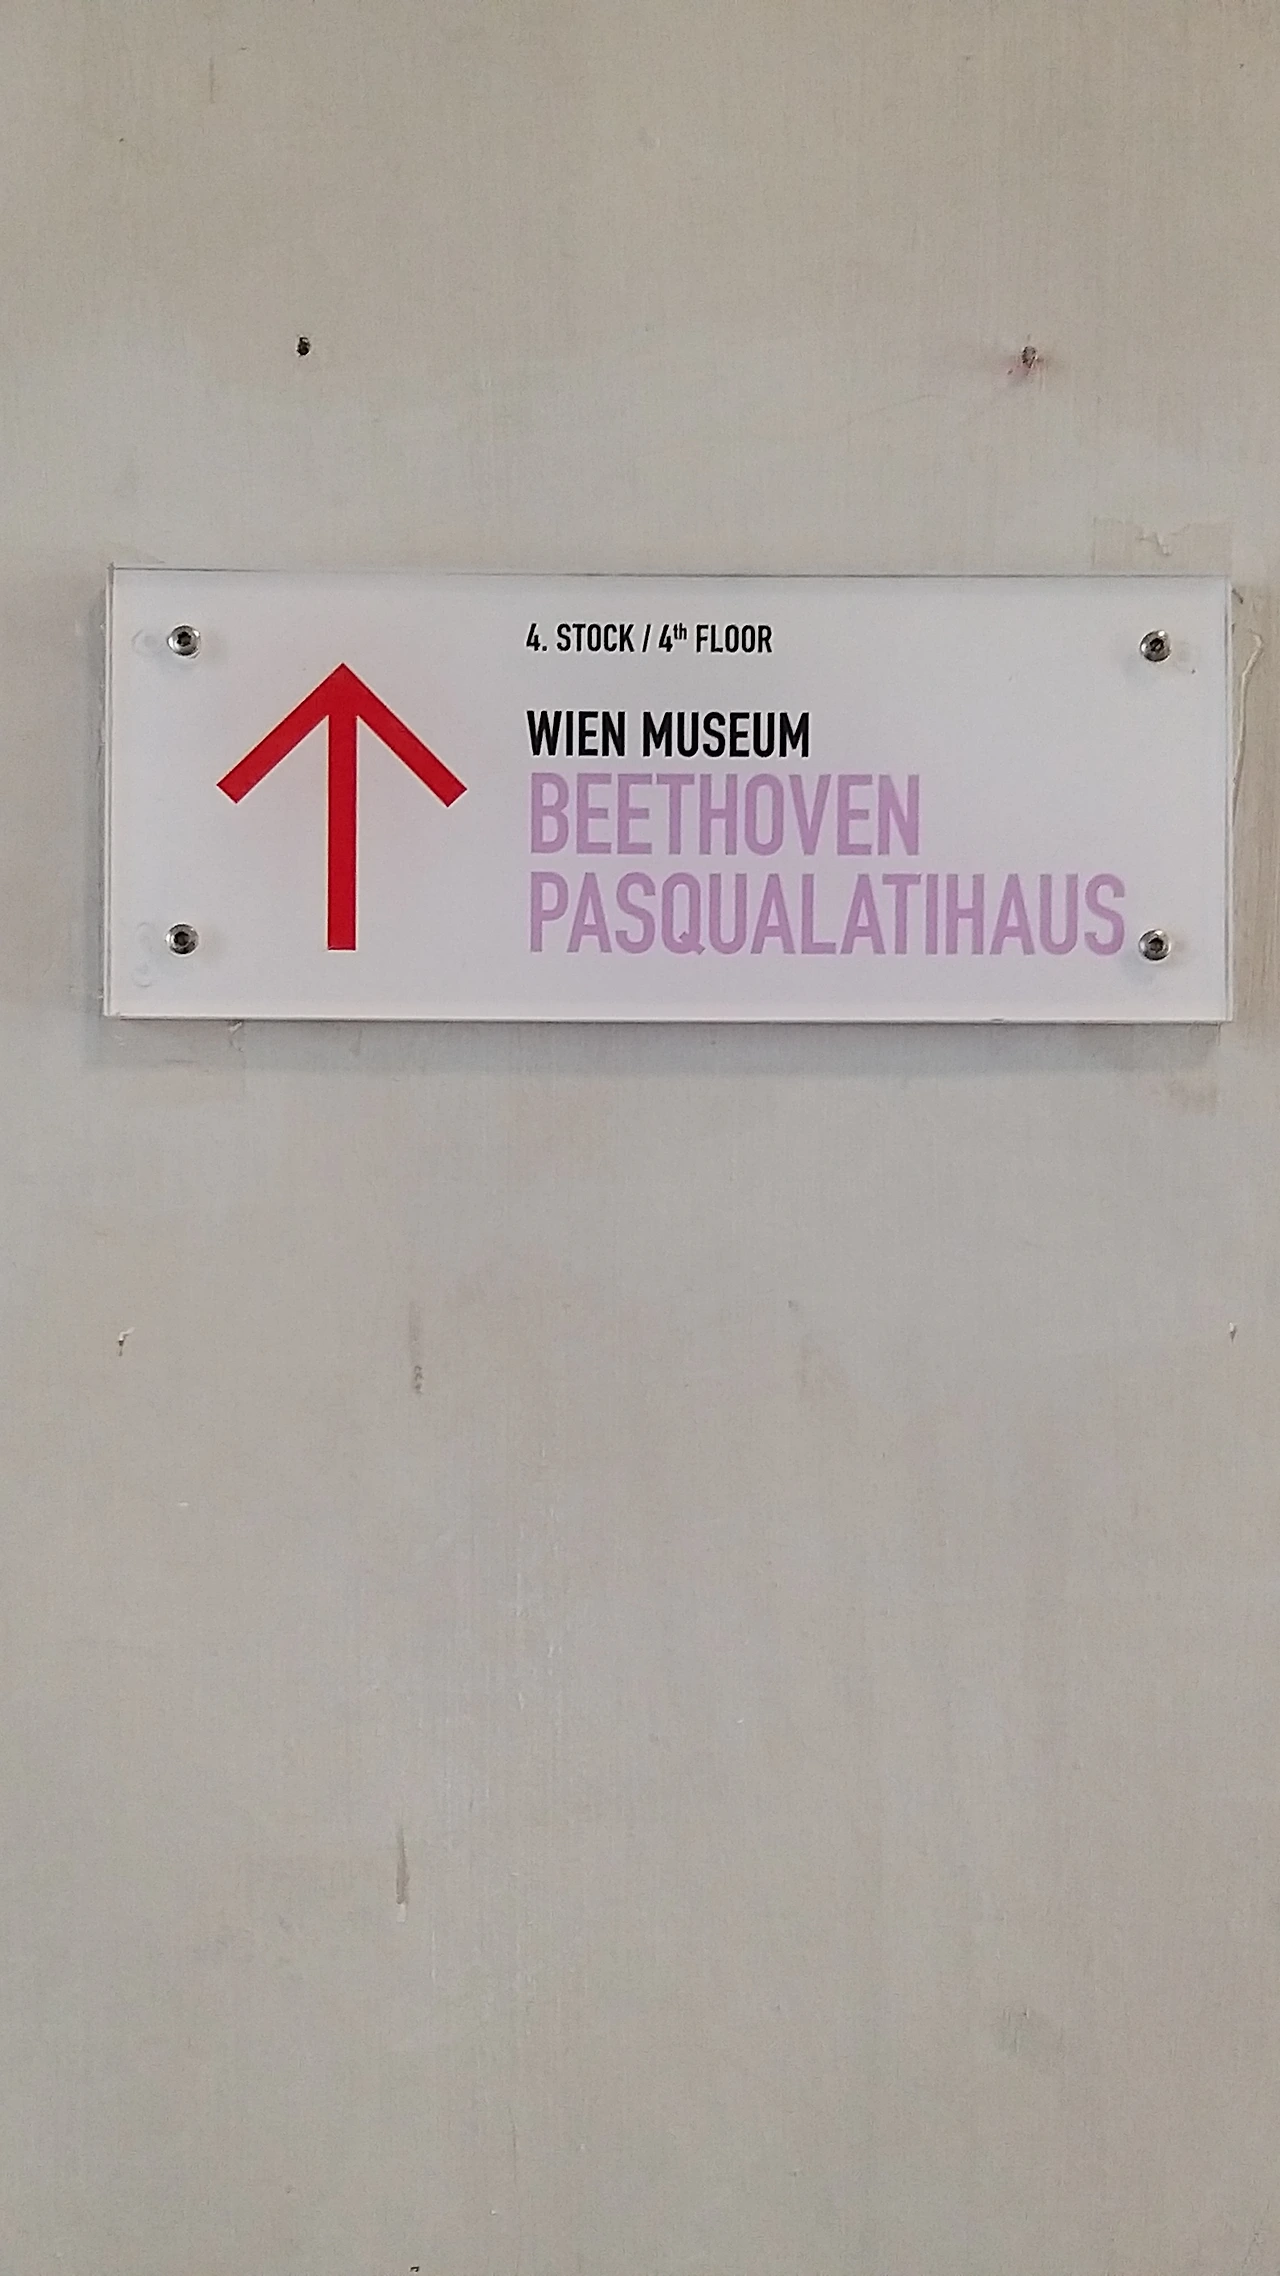 4. STOCK / 4th FLOOR
WIEN MUSEUM
BEETHOVEN
PASQUALATIHAUS